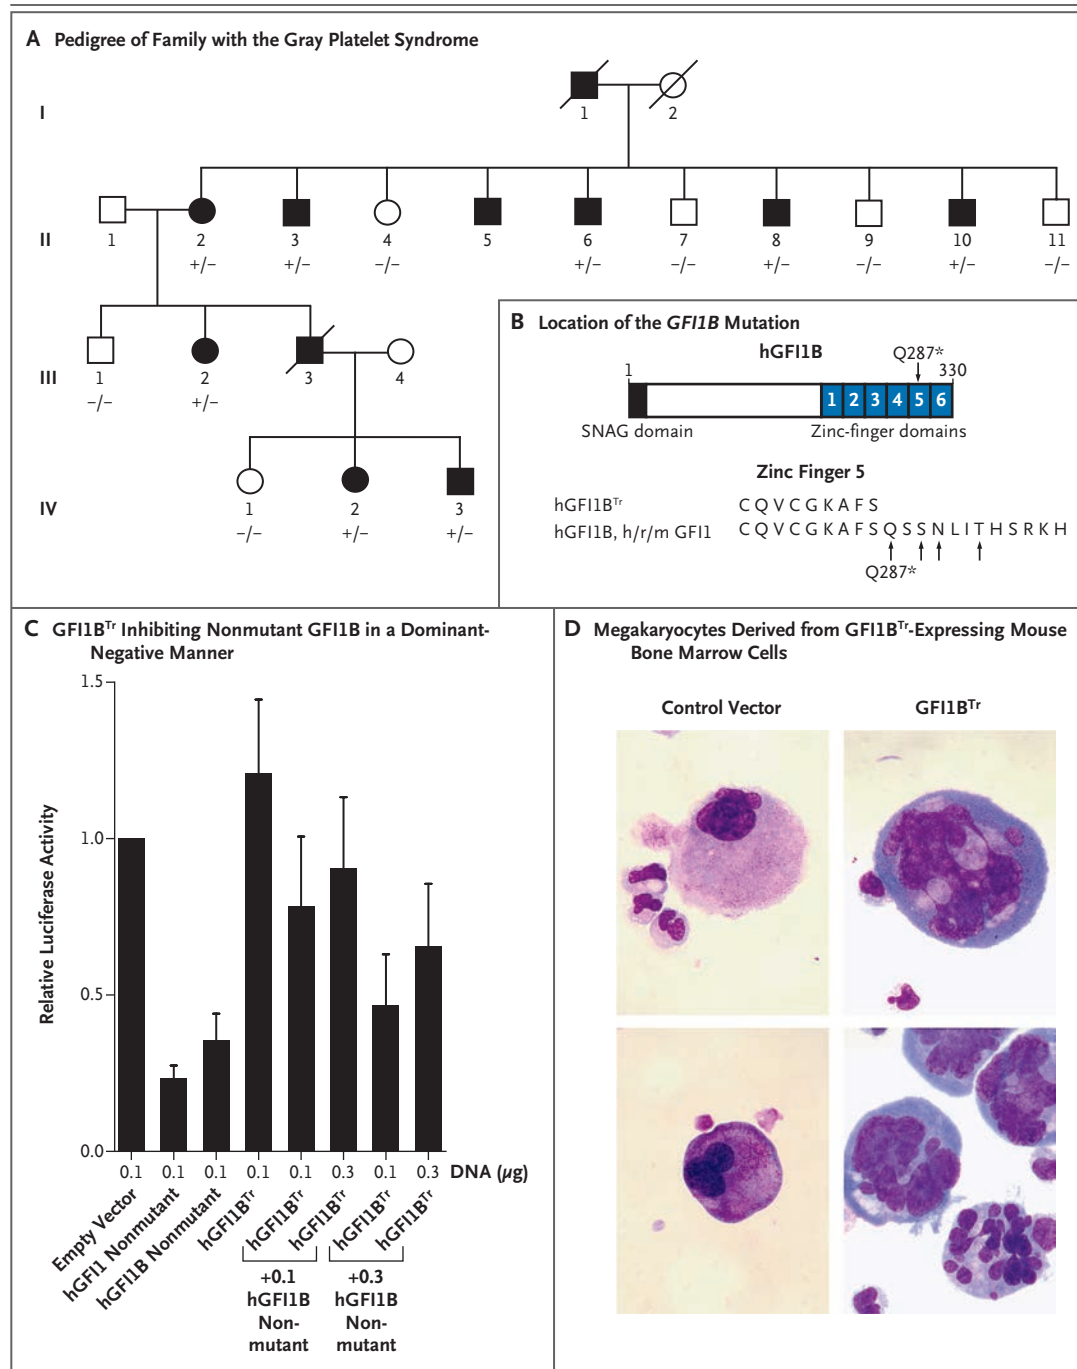 A Pedigree of Family with the Gray Platelet Syndrome
I
1 2
II
1 2 3 4 5 6 7 8 9 10 11
+/– +/– –/– +/– –/– +/– –/– +/– –/–
III
1 2 3 4
–/– +/–
IV
1 2 3
–/– +/– +/–
B Location of the GFI1B Mutation
hGFI1B
Q287*
1 330
1 2 3 4 5 6
SNAG domain Zinc-finger domains
Zinc Finger 5
hGFI1BTr C Q V C G K A F S
hGFI1B, h/r/m GFI1 C Q V C G K A F S Q S S N L I T H S R K H
Q287*
C GFI1BTr Inhibiting Nonmutant GFI1B in a Dominant-
Negative Manner
1.5
1.0
0.5
0.0
Relative Luciferase Activity
0.1 0.1 0.1 0.1 0.1 0.3 0.1 0.3 DNA (µg)
Empty Vector
hGFI1 Nonmutant
hGFI1B Nonmutant
hGFI1BTr
hGFI1BTr
hGFI1BTr
hGFI1BTr
hGFI1BTr
+0.1
hGFI1B
Non-
mutant
+0.3
hGFI1B
Non-
mutant
D Megakaryocytes Derived from GFI1BTr-Expressing Mouse
Bone Marrow Cells
Control Vector GFI1BTr